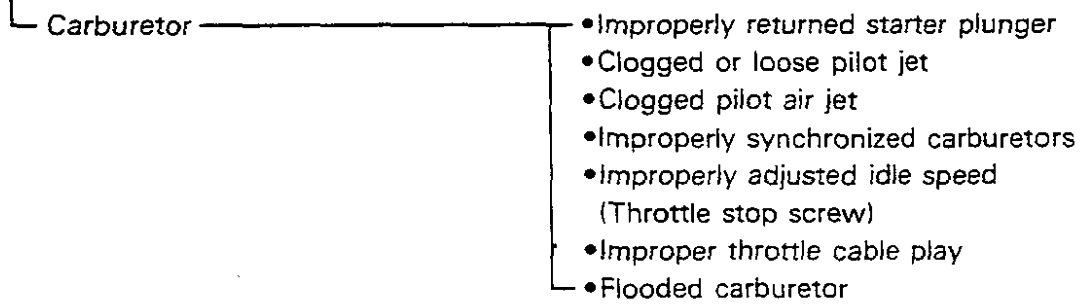 Carburetor
•Improperly returned starter plunger
•Clogged or loose pilot jet
•Clogged pilot air jet
•Improperly synchronized carburetors
•Improperly adjusted idle speed
(Throttle stop screw)
•Improper throttle cable play
•Flooded carburetor